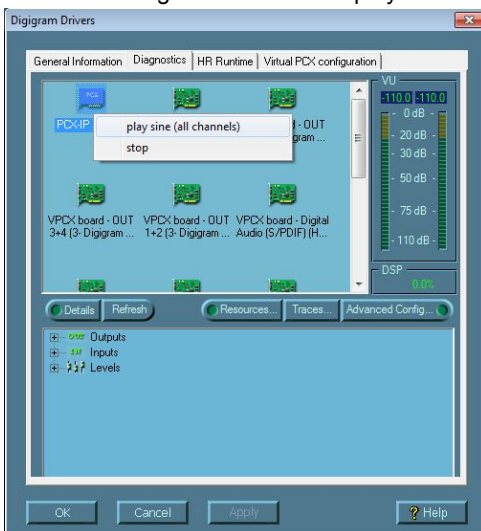 Digigram Drivers
General Information
Diagnostics
HR Runtime
Virtual PCX configuration
PCX
PCX-IP
play sine (all channels)
stop
- OUT
gram ...
VPCX board - OUT
3+4 (3- Digigram ...
VPCX board - OUT
1+2 (3- Digigram ...
VPCX board - Digital
Audio (S/PDIF) (H...
VU
-110.0 -110.0
- 0 dB -
- 20 dB -
- 30 dB -
- 50 dB -
- 75 dB -
- 110 dB -
DSP
0.0%
Details
Refresh
Resources...
Traces...
Advanced Config...
OUT Outputs
Inputs
Levels
OK
Cancel
Apply
? Help